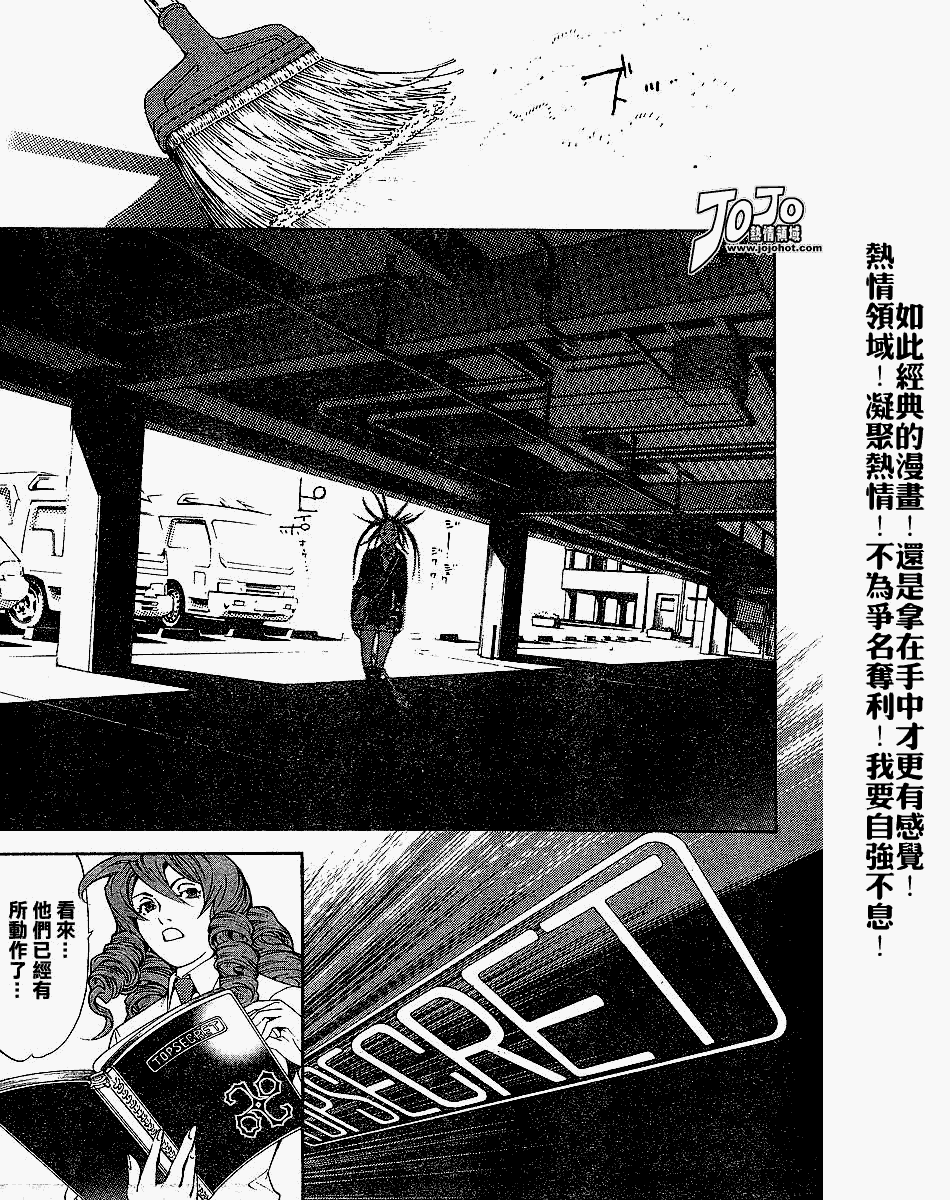 ズ
JOJO
熱情領域
www.jojohot.com
如此經典的漫畫！還是拿在手中才更有感覺！
熱情領域！凝聚熱情！不為爭名奪利！我要自強不息！
TOPSECRET
看來…
他們已經有
所動作了…
TOPSECRET